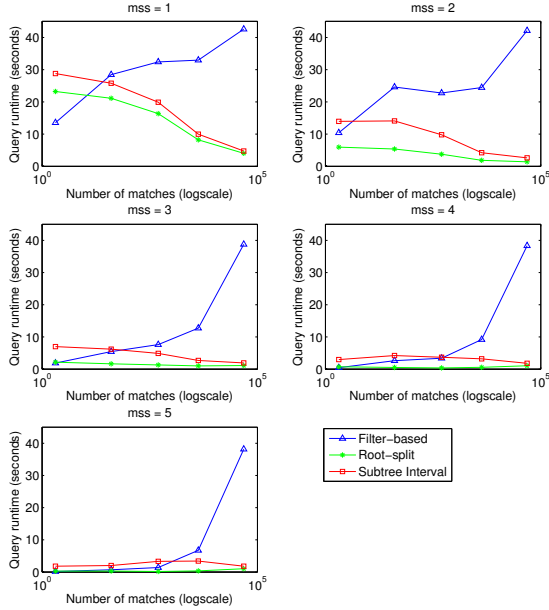 mss = 1
Query runtime (seconds)
40
30
20
10
0
10^0
10^5
Number of matches (logscale)
mss = 2
Query runtime (seconds)
40
30
20
10
0
10^0
10^5
Number of matches (logscale)
mss = 3
Query runtime (seconds)
40
30
20
10
0
10^0
10^5
Number of matches (logscale)
mss = 4
Query runtime (seconds)
40
30
20
10
0
10^0
10^5
Number of matches (logscale)
mss = 5
Query runtime (seconds)
40
30
20
10
0
10^0
10^5
Number of matches (logscale)
Filter−based
Root−split
Subtree Interval